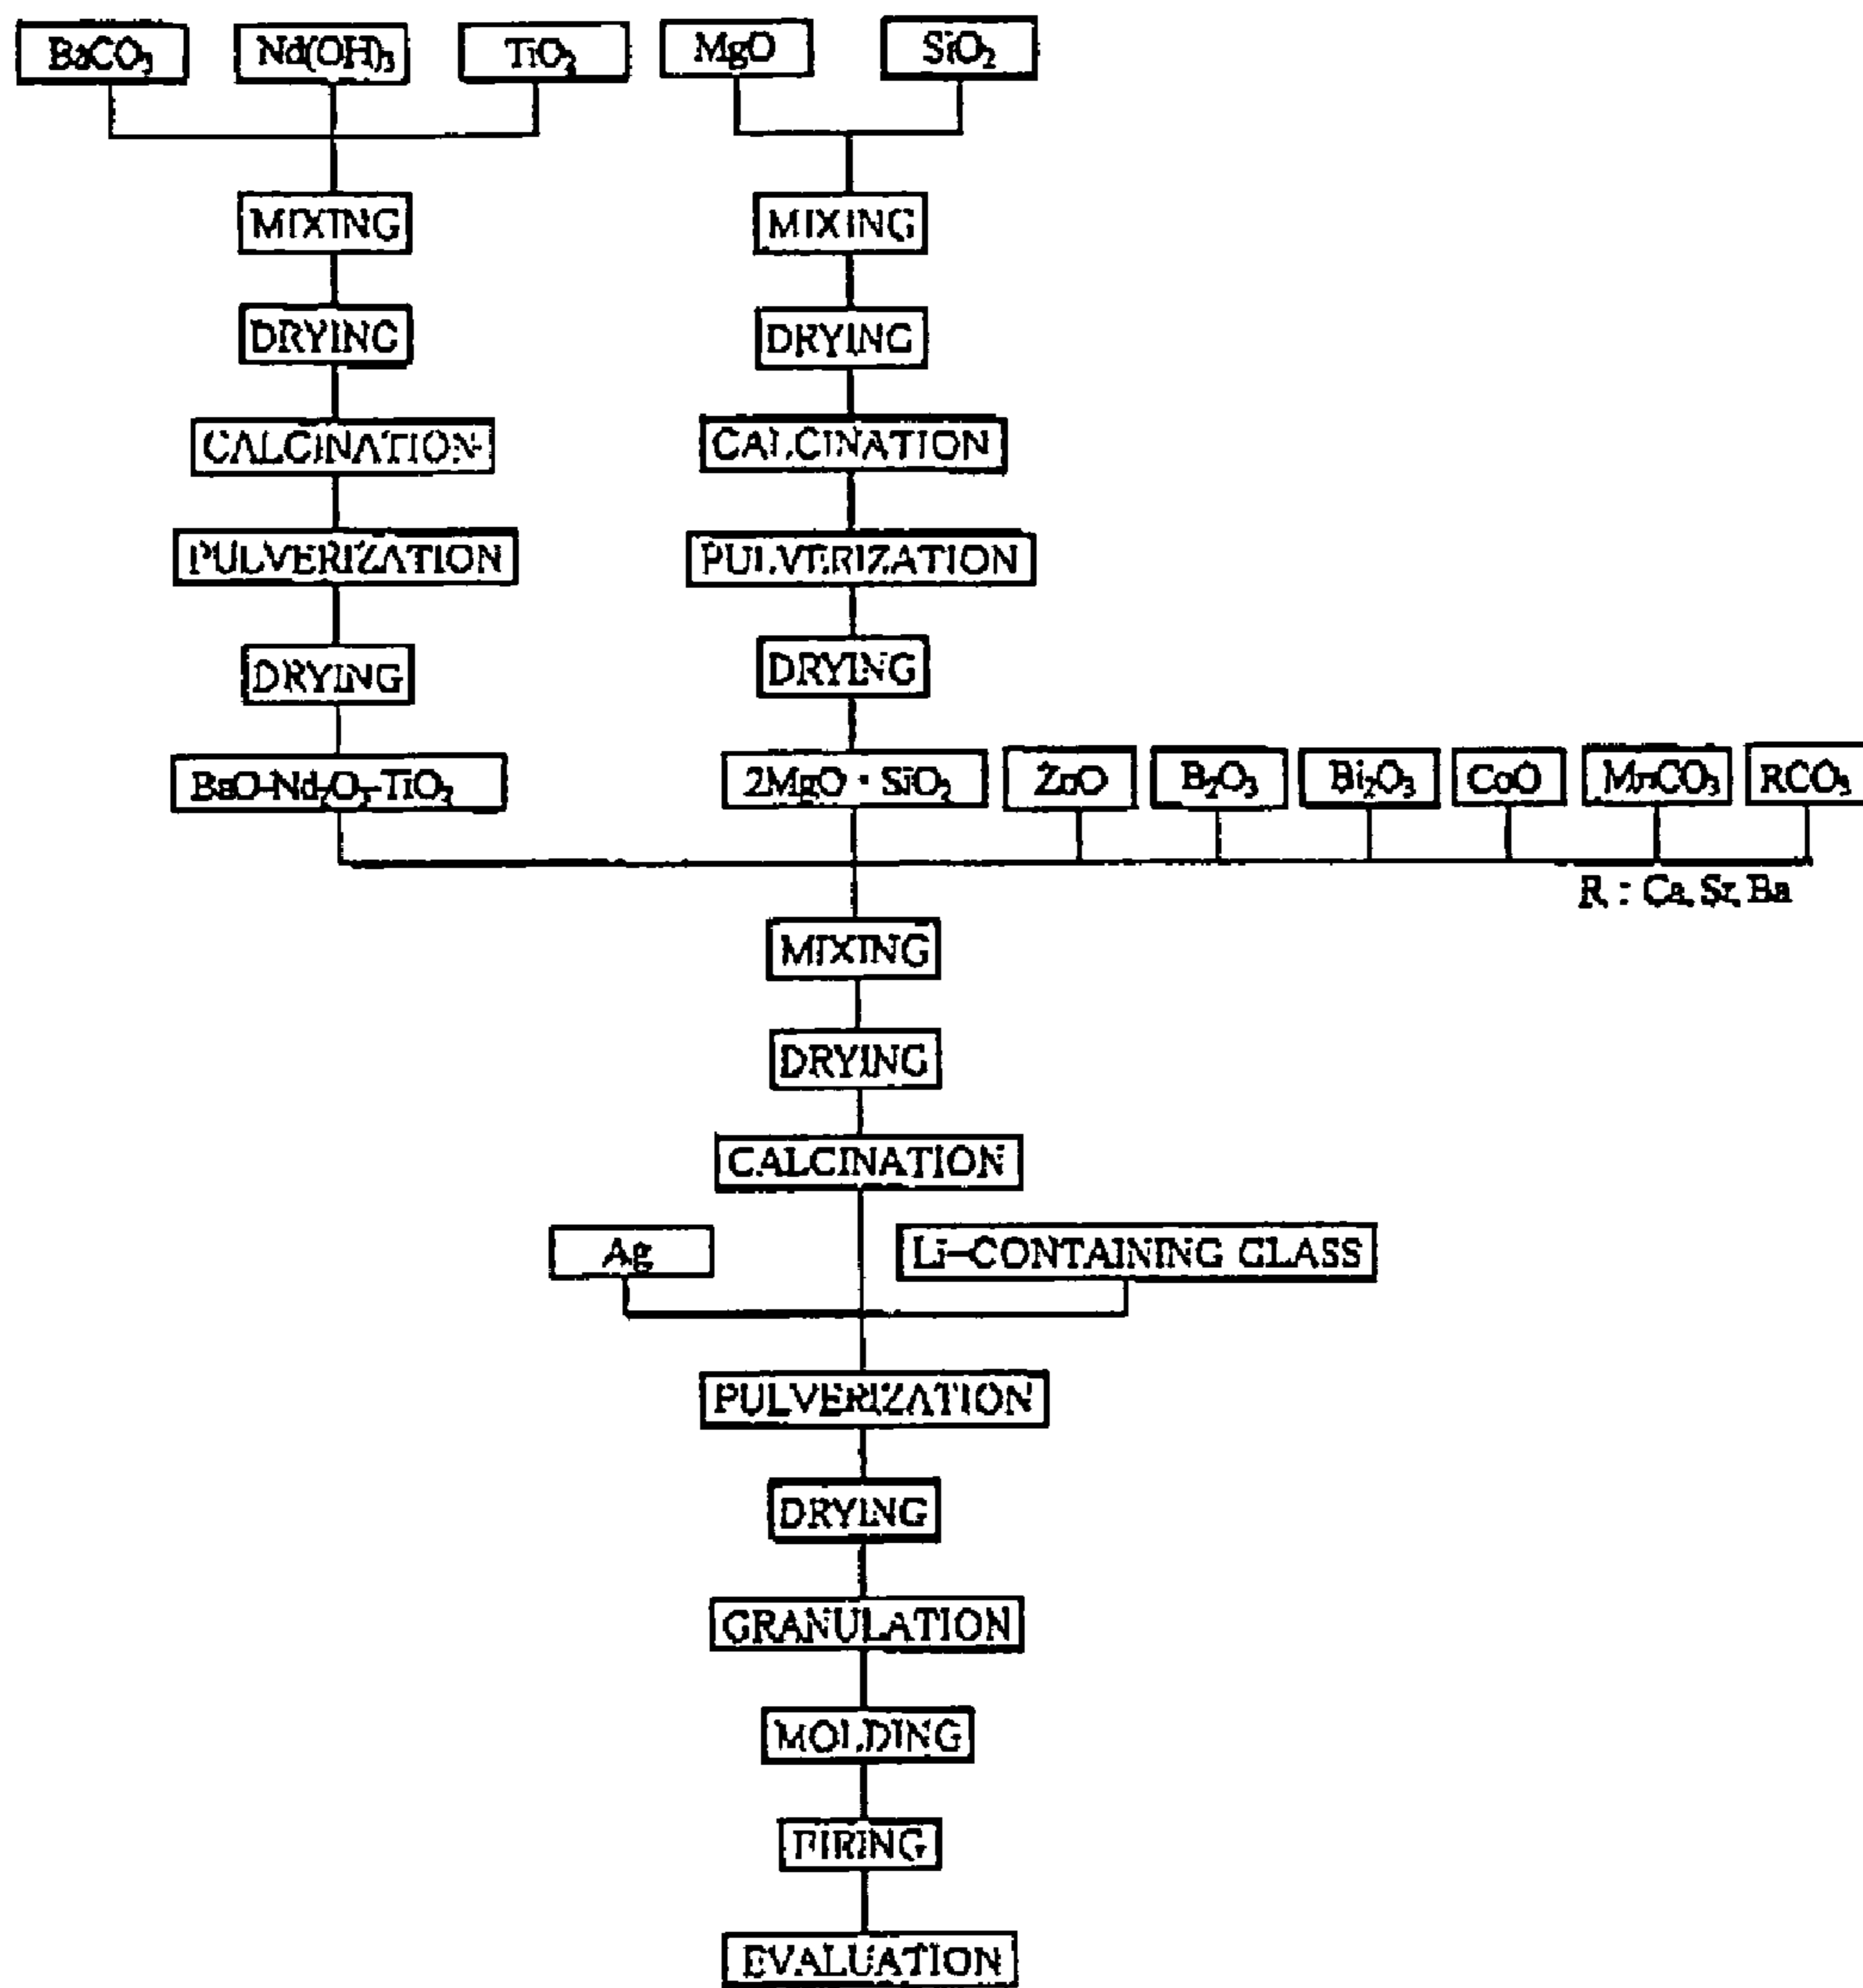 BaCO₃ Nd(OH)₃ TiO₂ MgO SiO₂
MIXING MIXING
DRYING DRYING
CALCINATION CALCINATION
PULVERIZATION PULVERIZATION
DRYING DRYING
BaO-Nd₂O₃-TiO₂ 2MgO · SiO₂ ZnO B₂O₃ Bi₂O₃ CoO MnCO₃ RCO₃
R : Ca, Sr, Ba
MIXING
DRYING
CALCINATION
Ag Li-CONTAINING GLASS
PULVERIZATION
DRYING
GRANULATION
MOLDING
FIRING
EVALUATION